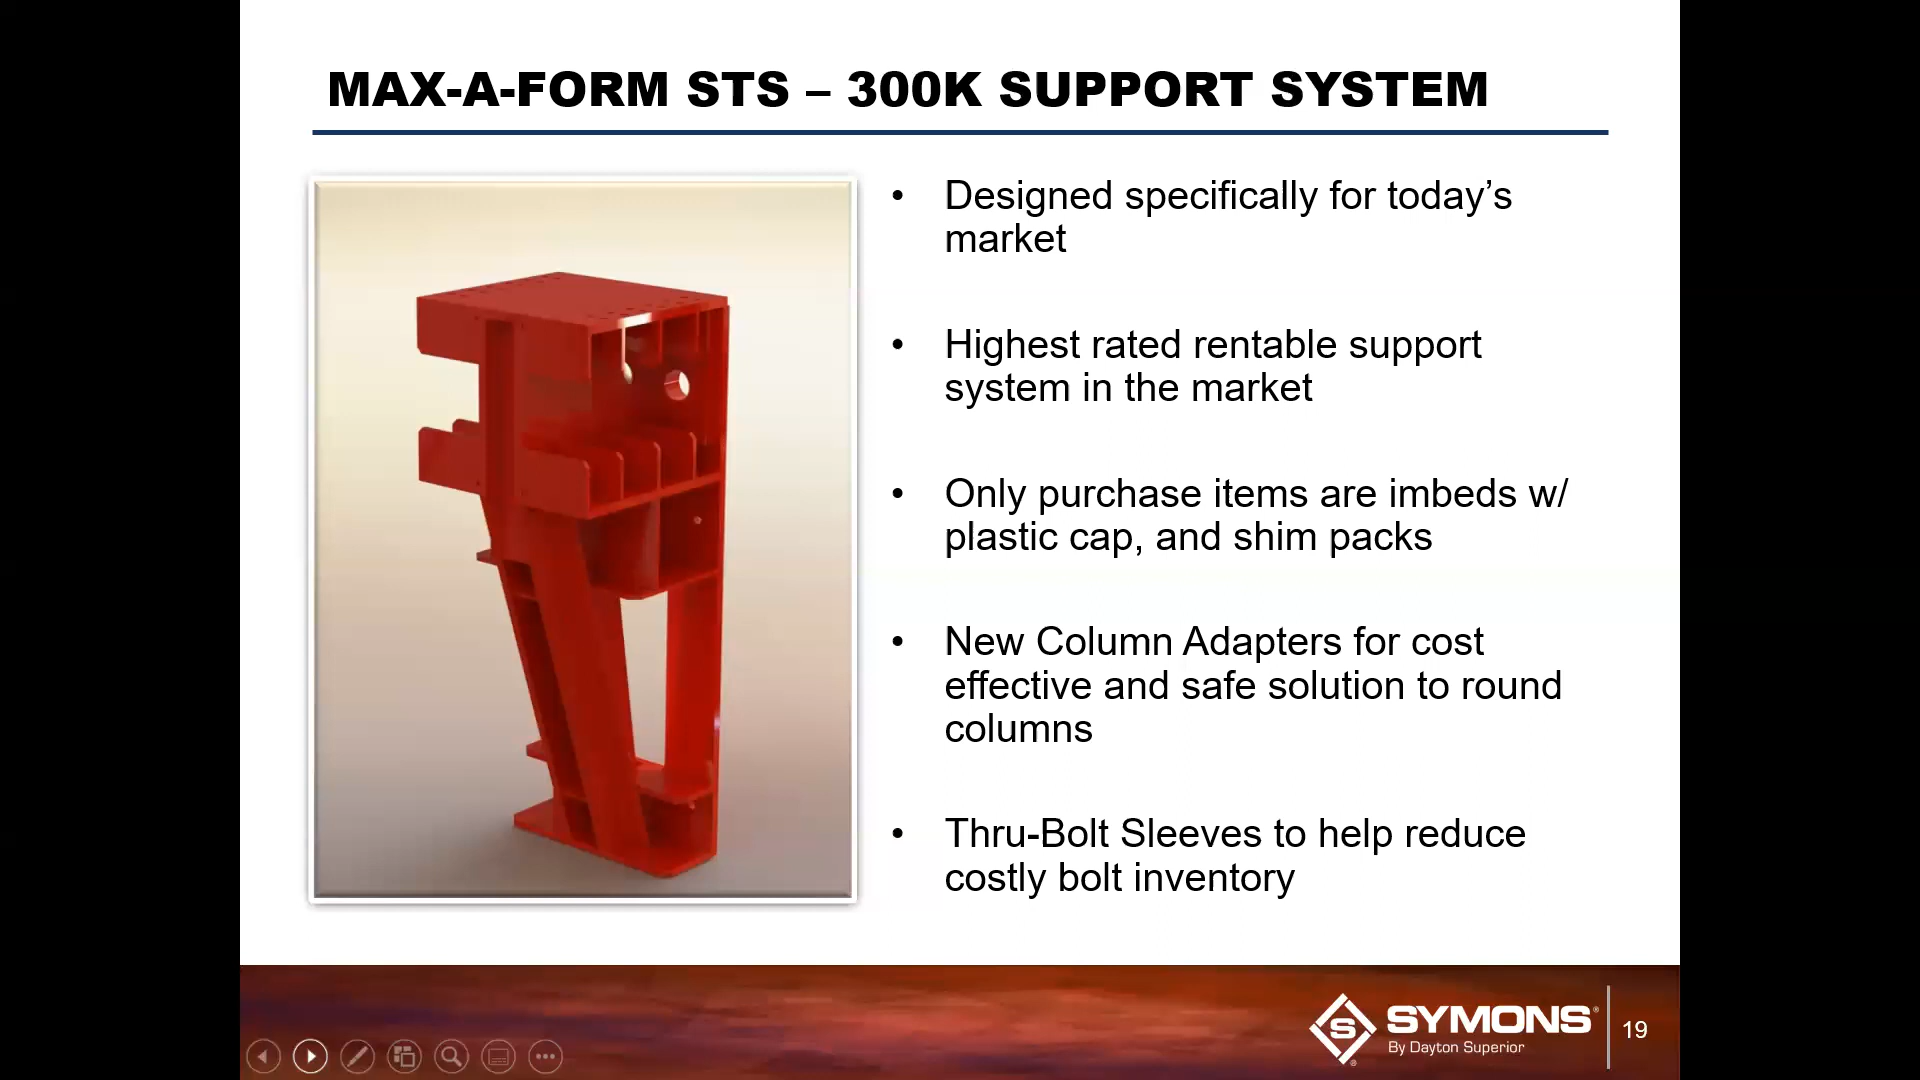 MAX-A-FORM STS – 300K SUPPORT SYSTEM
• Designed specifically for today’s
market
• Highest rated rentable support
system in the market
• Only purchase items are imbeds w/
plastic cap, and shim packs
• New Column Adapters for cost
effective and safe solution to round
columns
• Thru-Bolt Sleeves to help reduce
costly bolt inventory
S SYMONS®
By Dayton Superior
19